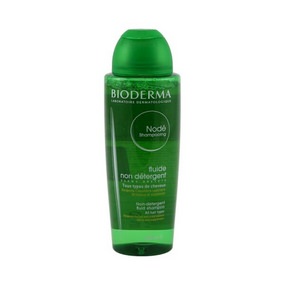 BIODERMA
LABORATOIRE DERMATOLOGIQUE
Nodé
Shampooing
fluide
non détergent
Tous types de cheveux
Non-detergent
fluid shampoo
All hair types